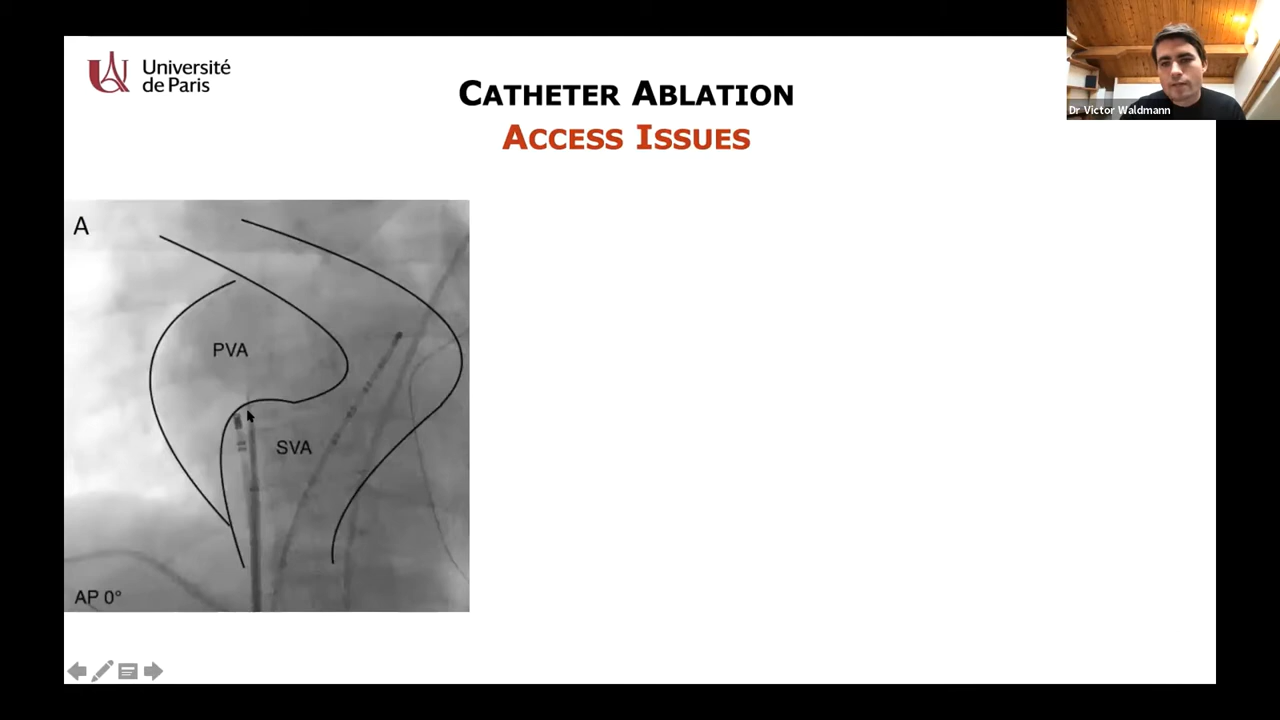 Université
de Paris
CATHETER ABLATION
ACCESS ISSUES
Dr Victor Waldmann
A
PVA
SVA
AP 0°